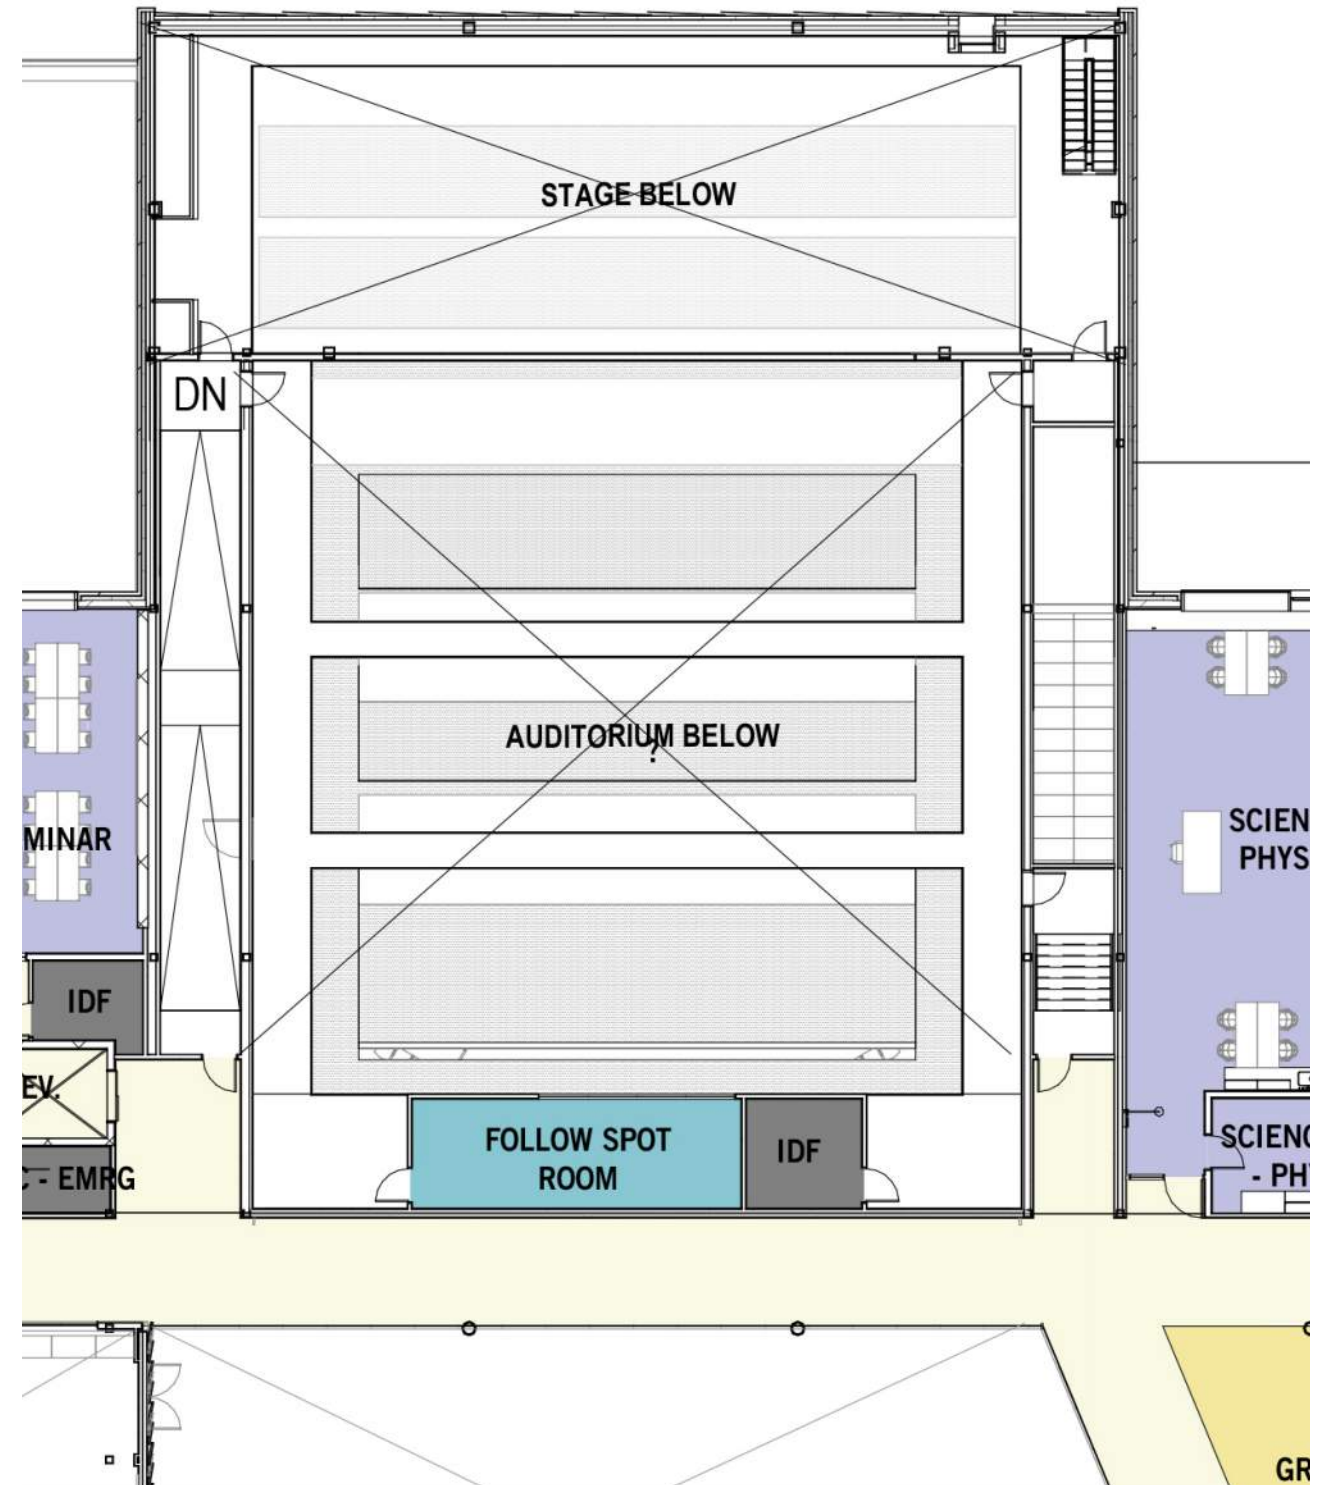 STAGE BELOW
DN
AUDITORIUM BELOW
?
MINAR
SCIEN
PHYS
IDF
EV.
FOLLOW SPOT
ROOM
IDF
C - EMRG
SCIENC
- PH
GR